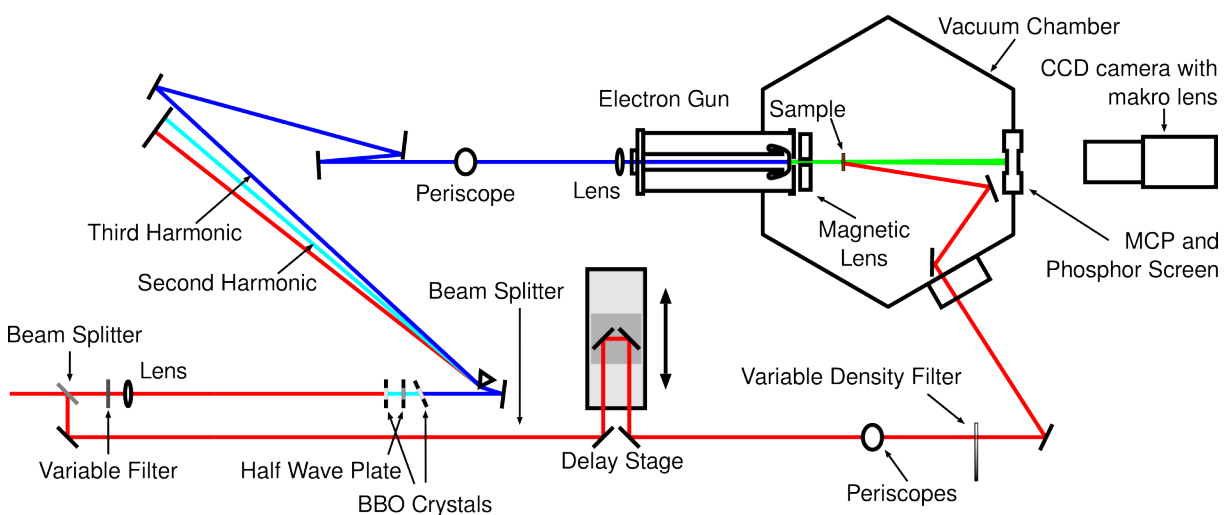 Vacuum Chamber
CCD camera with
makro lens
Electron Gun
Sample
Periscope
Lens
Third Harmonic
Magnetic
Lens
MCP and
Phosphor Screen
Second Harmonic
Beam Splitter
Beam Splitter
Lens
Variable Density Filter
Variable Filter
Half Wave Plate
Delay Stage
BBO Crystals
Periscopes